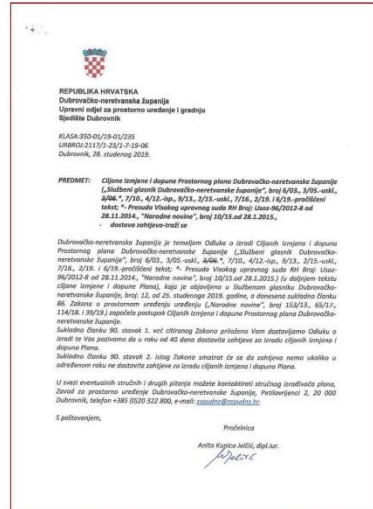 REPUBLIKA HRVATSKA
Dubrovačko-neretvanska županija
Upravni odjel za prostorno uređenje i gradnju
Sjedište Dubrovnik
KLASA:350-01/19-01/235
URBROJ:2117/1-23/1-7-19-06
Dubrovnik, 28. studenog 2019.
PREDMET: Ciljane Izmjene i dopune Prostornog plana Dubrovačko-neretvanske županije
(„Službeni glasnik Dubrovačko-neretvanske županije", broj 6/03., 3/05.-uskl.,
3/06.*, 7/10., 4/12.-isp., 9/13., 2/15.-uskl., 7/16., 2/19. i 6/19.-pročišćeni
tekst; *- Presuda Visokog upravnog suda RH Broj: Usoz-96/2012-8 od
28.11.2014., "Narodne novine", broj 10/15.od 28.11.2015.,
- dostava zahtjeva-traži se
Dubrovačko-neretvanska županija je temeljem Odluke o izradi Ciljanih Izmjena i dopuna
Prostornog plana Dubrovačko-neretvanske županije („Službeni glasnik Dubrovačko-
neretvanske županije", broj 6/03., 3/05.-uskl., 3/06.*, 7/10., 4/12.-isp., 9/13., 2/15.-uskl.,
7/16., 2/19. i 6/19.-pročišćeni tekst; *- Presuda Visokog upravnog suda RH Broj: Usoz-
96/2012-8 od 28.11.2014., "Narodne novine", broj 10/15.od 28.11.2015.) (u daljnjem tekstu
ciljane Izmjene i dopune Plana), koja je objavljena u Službenom glasniku Dubrovačko-
neretvanske županije, broj: 12, od 25. studenoga 2019. godine, a donesena sukladno članku
86. Zakona o prostornom uređenju uređenju („Narodne novine", broj 153/13., 65/17.,
114/18. i 39/19.) započela postupak Ciljanih Izmjena i dopuna Prostornog plana Dubrovačko-
neretvanske županije.
Sukladno članku 90. stavak 1. već citiranog Zakona priloženo Vam dostavljamo Odluku o
izradi te Vas pozivamo da u roku od 40 dana dostavite zahtjeve za izradu ciljanih izmjena i
dopuna Plana.
Sukladno članku 90. stavak 2. istog Zakona smatrat će se da zahtjeva nema ukoliko u
određenom roku ne dostavite zahtjeve za izradu ciljanih Izmjena i dopuna Plana.
U svezi eventualnih stručnih i drugih pitanja možete kontaktirati stručnog izrađivača plana,
Zavod za prostorno uređenje Dubrovačko-neretvanske županije, Petilovrijenci 2, 20 000
Dubrovnik, telefon +385 (0)20 322 800, e-mail: zzpudnz@zzpudnz.hr.
S poštovanjem,
Pročelnica
Anita Kupica Jelčić, dipl.iur.